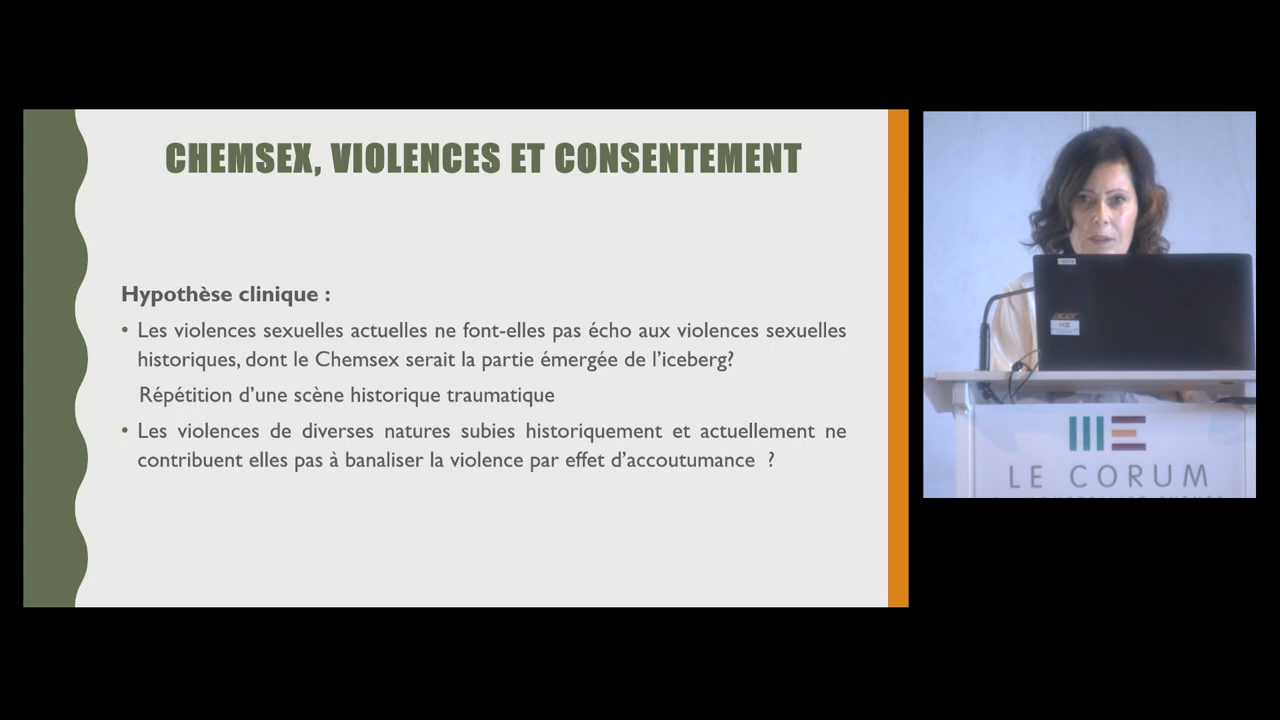 CHEMSEX, VIOLENCES ET CONSENTEMENT
Hypothèse clinique :
• Les violences sexuelles actuelles ne font-elles pas écho aux violences sexuelles
historiques, dont le Chemsex serait la partie émergée de l’iceberg?
Répétition d’une scène historique traumatique
• Les violences de diverses natures subies historiquement et actuellement ne
contribuent elles pas à banaliser la violence par effet d’accoutumance ?
acer
LE CORUM